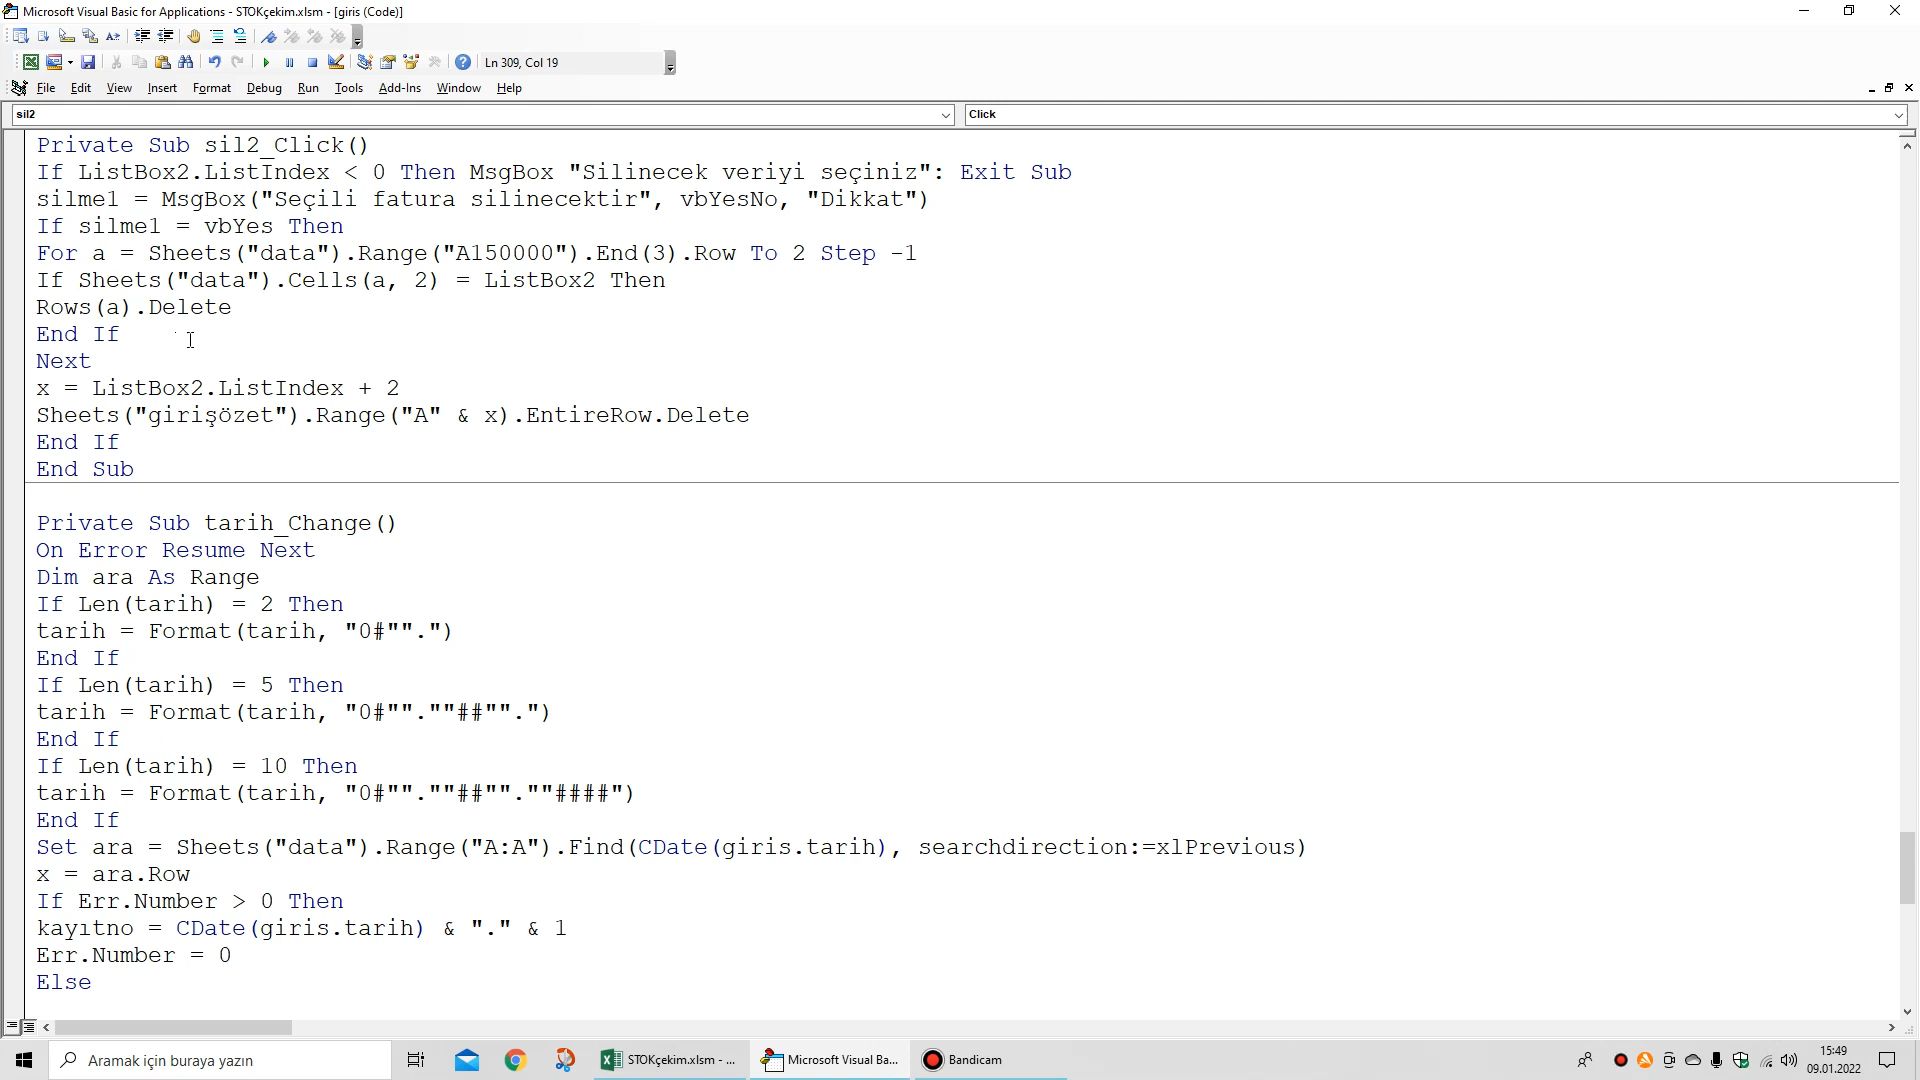 Microsoft Visual Basic for Applications - STOKçekim.xlsm - [giris (Code)]
Ln 309, Col 19
File Edit View Insert Format Debug Run Tools Add-Ins Window Help
sil2 Click
Private Sub sil2_Click()
If ListBox2.ListIndex < 0 Then MsgBox "Silinecek veriyi seçiniz": Exit Sub
silme1 = MsgBox("Seçili fatura silinecektir", vbYesNo, "Dikkat")
If silme1 = vbYes Then
For a = Sheets("data").Range("A150000").End(3).Row To 2 Step -1
If Sheets("data").Cells(a, 2) = ListBox2 Then
Rows(a).Delete
End If
Next
x = ListBox2.ListIndex + 2
Sheets("girişözet").Range("A" & x).EntireRow.Delete
End If
End Sub
Private Sub tarih_Change()
On Error Resume Next
Dim ara As Range
If Len(tarih) = 2 Then
tarih = Format(tarih, "0#"".")
End If
If Len(tarih) = 5 Then
tarih = Format(tarih, "0#"".""##"".")
End If
If Len(tarih) = 10 Then
tarih = Format(tarih, "0#"".""##"".""####")
End If
Set ara = Sheets("data").Range("A:A").Find(CDate(giris.tarih), searchdirection:=xlPrevious)
x = ara.Row
If Err.Number > 0 Then
kayıtno = CDate(giris.tarih) & "." & 1
Err.Number = 0
Else
Aramak için buraya yazın
STOKçekim.xlsm - ...
Microsoft Visual Ba...
Bandicam
15:49
09.01.2022